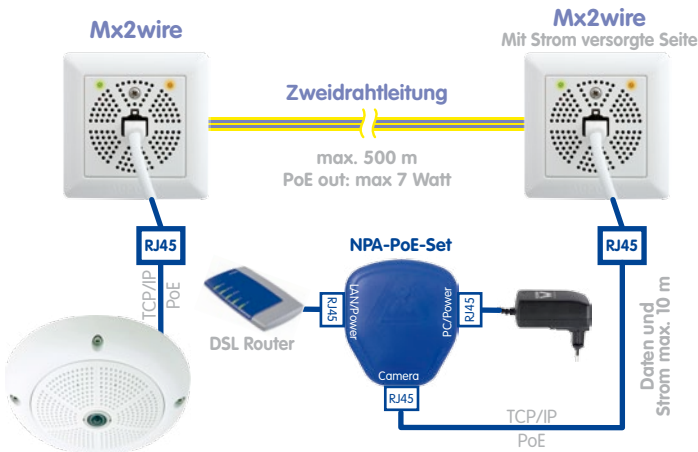 Mx2wire
Mx2wire
Mit Strom versorgte Seite
Zweidrahtleitung
max. 500 m
PoE out: max 7 Watt
RJ45
RJ45
NPA-PoE-Set
TCP/IP
PoE
DSL Router
RJ45
LAN/Power
PC/Power
RJ45
Camera
RJ45
Daten und
Strom max. 10 m
TCP/IP
PoE